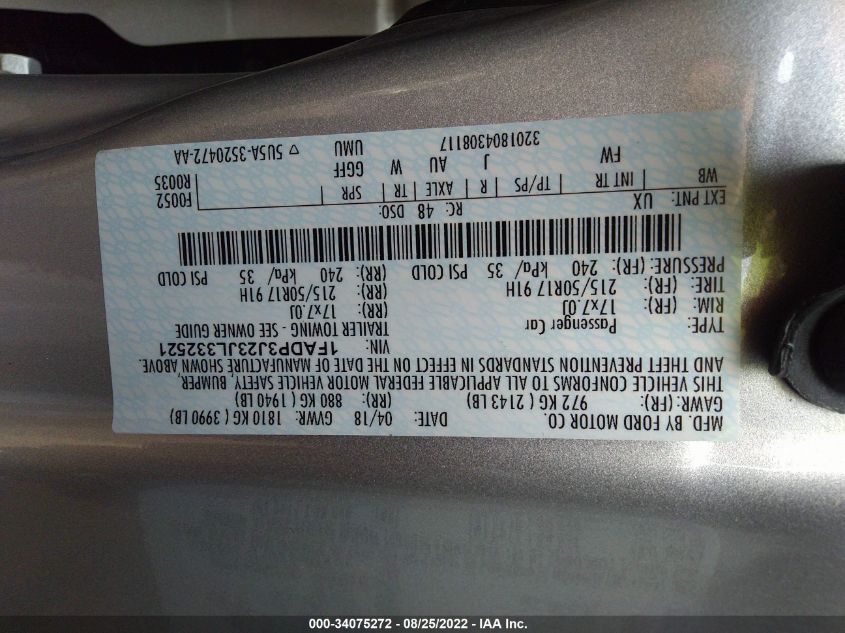 MFD. BY FORD MOTOR CO.
DATE: 04/18 GVWR: 1810 KG ( 3990 LB)
GAWR: (FR): 972 KG ( 2143 LB) (RR): 880 KG ( 1940 LB)
THIS VEHICLE CONFORMS TO ALL APPLICABLE FEDERAL MOTOR VEHICLE SAFETY, BUMPER,
AND THEFT PREVENTION STANDARDS IN EFFECT ON THE DATE OF MANUFACTURE SHOWN ABOVE.
VIN: 1FADP3J23JL332521
TYPE: Passenger Car TRAILER TOWING - SEE OWNER GUIDE
RIM: (FR): 17x7.0J (RR): 17x7.0J
TIRE: (FR): 215/50R17 91H (RR): 215/50R17 91H
PRESSURE: (FR): 240 kPa/ 35 PSI COLD (RR): 240 kPa/ 35 PSI COLD
EXT PNT: UX RC: 48 DSO: F0052
WB INT TR TP/PS R AXLE TR SPR R0035
FW J AU W GGFF
3201804308117 UMU ▽ 5U5A-3520472-AA
000-34075272 - 08/25/2022 - IAA Inc.